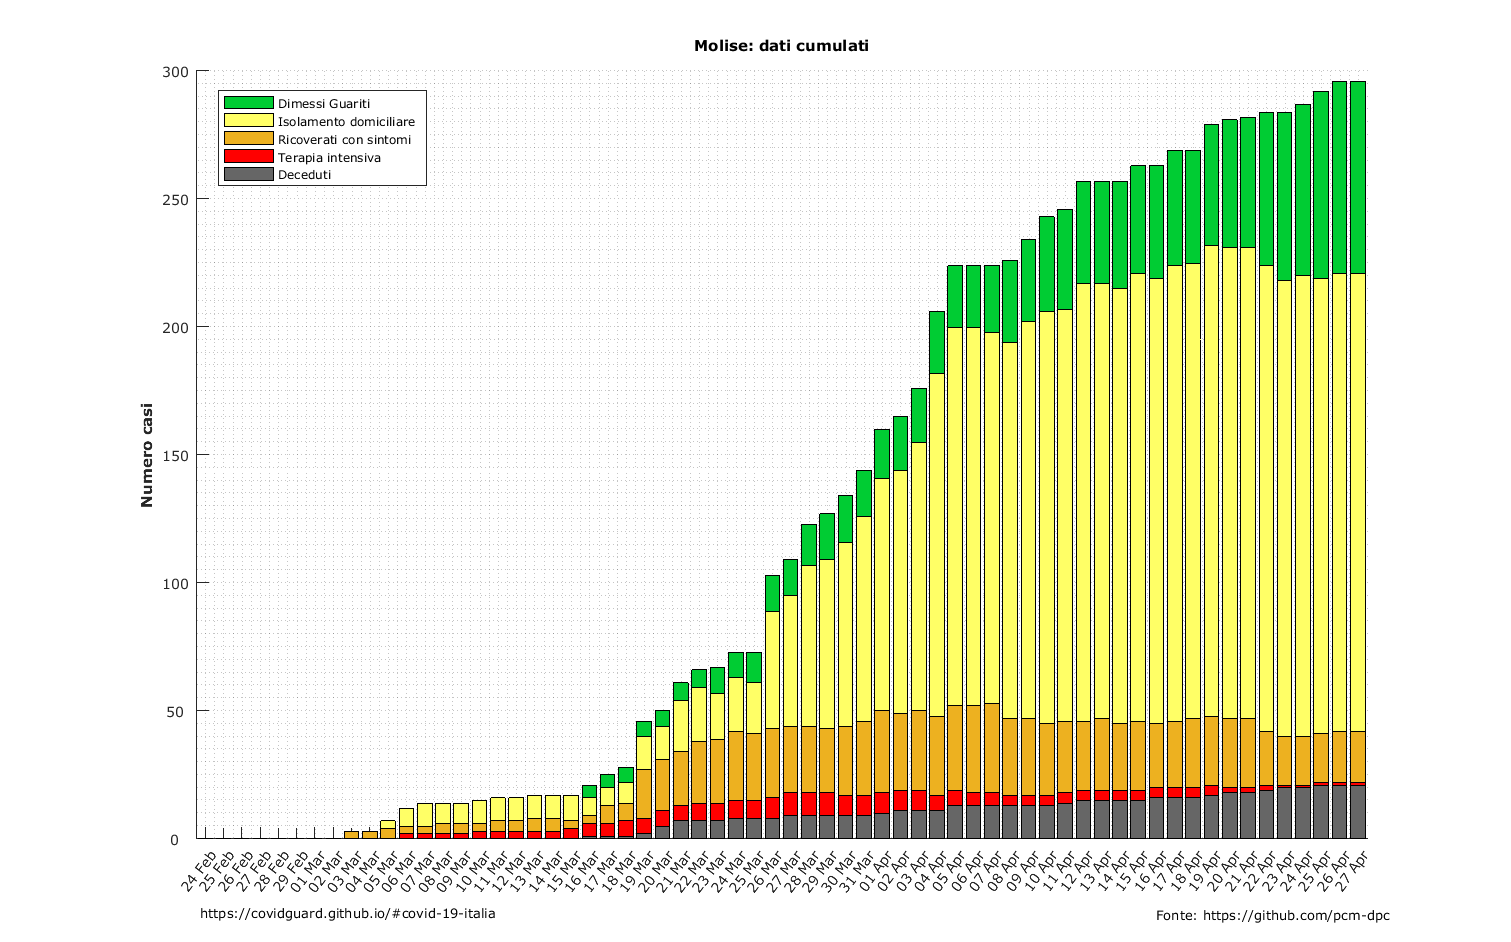 Molise: dati cumulati
Numero casi
300
250
200
150
100
50
0
Dimessi Guariti
Isolamento domiciliare
Ricoverati con sintomi
Terapia intensiva
Deceduti
24 Feb
25 Feb
26 Feb
27 Feb
28 Feb
29 Feb
01 Mar
02 Mar
03 Mar
04 Mar
05 Mar
06 Mar
07 Mar
08 Mar
09 Mar
10 Mar
11 Mar
12 Mar
13 Mar
14 Mar
15 Mar
16 Mar
17 Mar
18 Mar
19 Mar
20 Mar
21 Mar
22 Mar
23 Mar
24 Mar
25 Mar
26 Mar
27 Mar
28 Mar
29 Mar
30 Mar
31 Mar
01 Apr
02 Apr
03 Apr
04 Apr
05 Apr
06 Apr
07 Apr
08 Apr
09 Apr
10 Apr
11 Apr
12 Apr
13 Apr
14 Apr
15 Apr
16 Apr
17 Apr
18 Apr
19 Apr
20 Apr
21 Apr
22 Apr
23 Apr
24 Apr
25 Apr
26 Apr
27 Apr
https://covidguard.github.io/#covid-19-italia
Fonte: https://github.com/pcm-dpc